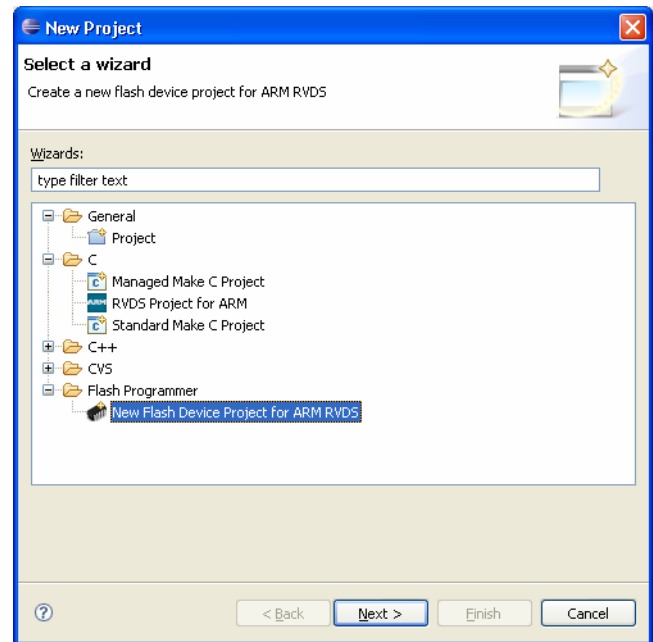 New Project
Select a wizard
Create a new flash device project for ARM RVDS
Wizards:
type filter text
General
Project
C
Managed Make C Project
RVDS Project for ARM
Standard Make C Project
C++
CVS
Flash Programmer
New Flash Device Project for ARM RVDS
< Back Next > Finish Cancel